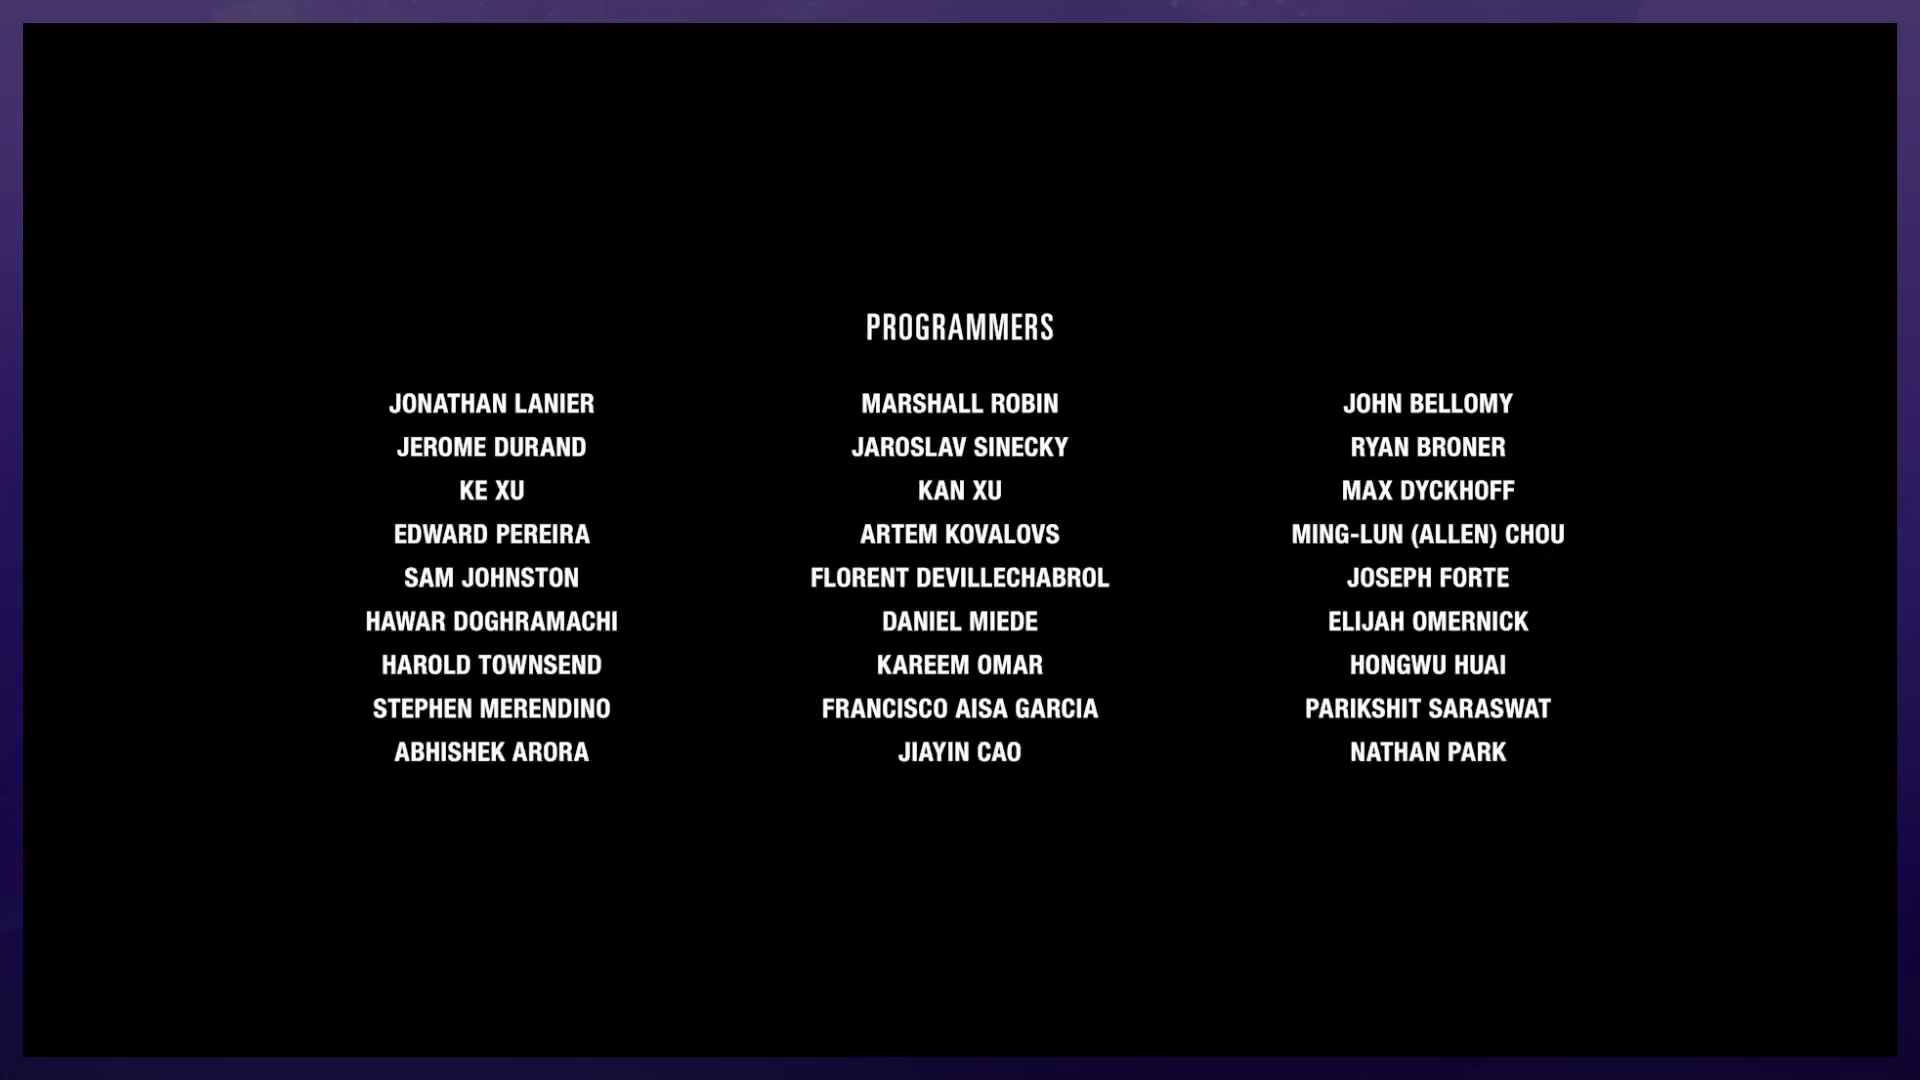 PROGRAMMERS
JONATHAN LANIER MARSHALL ROBIN JOHN BELLOMY
JEROME DURAND JAROSLAV SINECKY RYAN BRONER
KE XU KAN XU MAX DYCKHOFF
EDWARD PEREIRA ARTEM KOVALOVS MING-LUN (ALLEN) CHOU
SAM JOHNSTON FLORENT DEVILLECHABROL JOSEPH FORTE
HAWAR DOGHRAMACHI DANIEL MIEDE ELIJAH OMERNICK
HAROLD TOWNSEND KAREEM OMAR HONGWU HUAI
STEPHEN MERENDINO FRANCISCO AISA GARCIA PARIKSHIT SARASWAT
ABHISHEK ARORA JIAYIN CAO NATHAN PARK